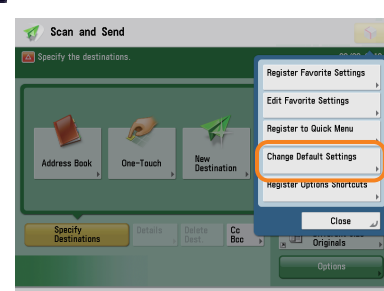 Scan and Send
Specify the destinations.
Register Favorite Settings
Edit Favorite Settings
Register to Quick Menu
Change Default Settings
Register Options Shortcuts
Close
Address Book
One-Touch
New
Destination
Specify
Destinations
Details
Delete
Dest.
Cc
Bcc
Originals
Options